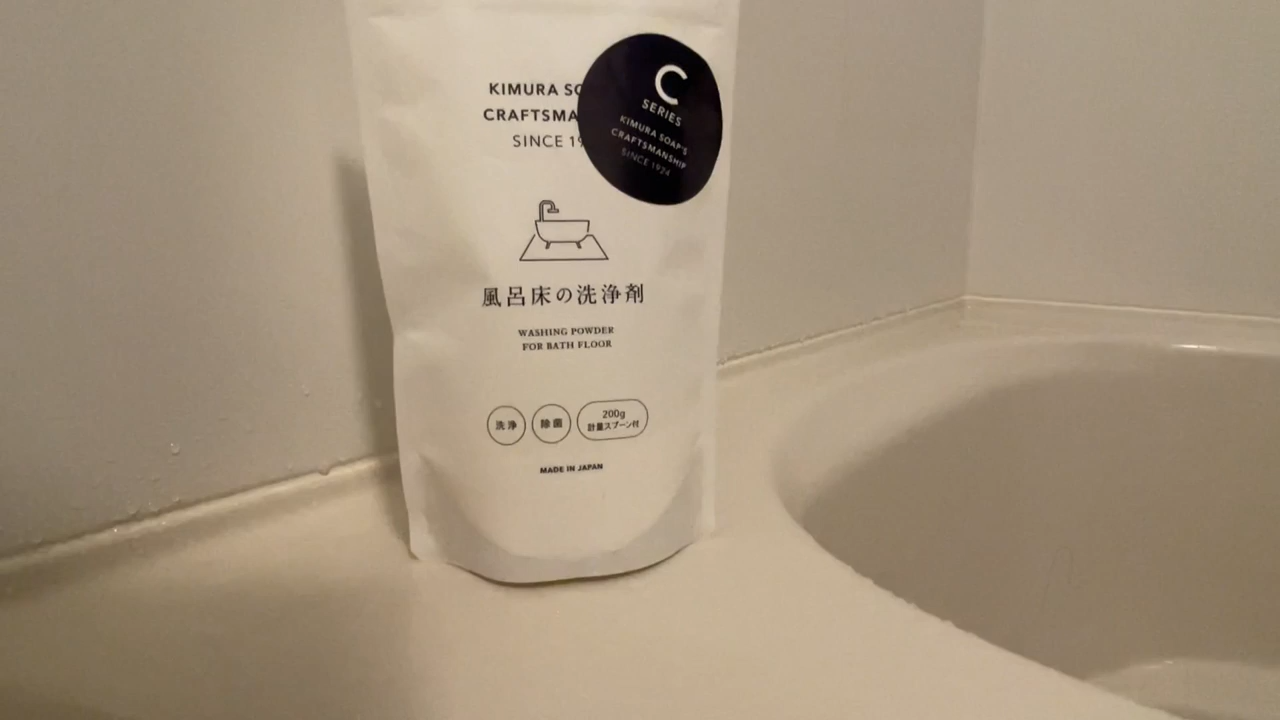 KIMURA SO
CRAFTSMA
SINCE 19
C
SERIES
KIMURA SOAP'S
CRAFTSMANSHIP
SINCE 1924
風呂床の洗浄剤
WASHING POWDER
FOR BATH FLOOR
洗浄
除菌
200g
計量スプーン付
MADE IN JAPAN